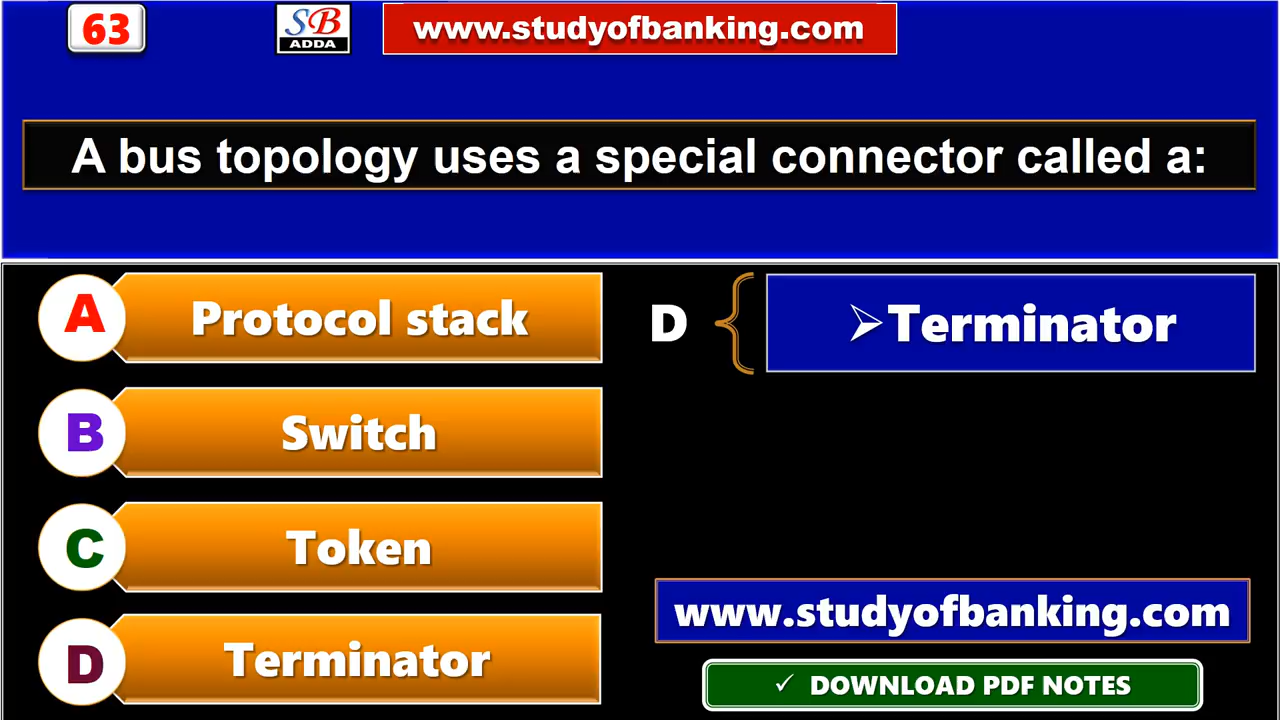 63
SB
ADDA
www.studyofbanking.com
A bus topology uses a special connector called a:
A Protocol stack
B Switch
C Token
D Terminator
D ➢Terminator
www.studyofbanking.com
✓ DOWNLOAD PDF NOTES